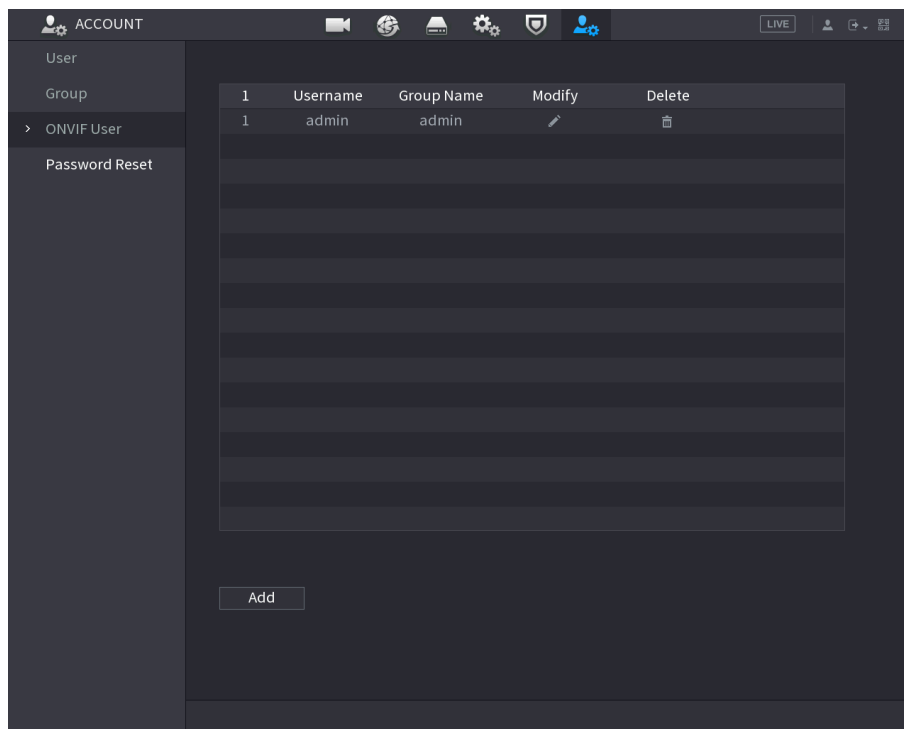 ACCOUNT LIVE
User
Group
ONVIF User
Password Reset
1 Username Group Name Modify Delete
1 admin admin
Add